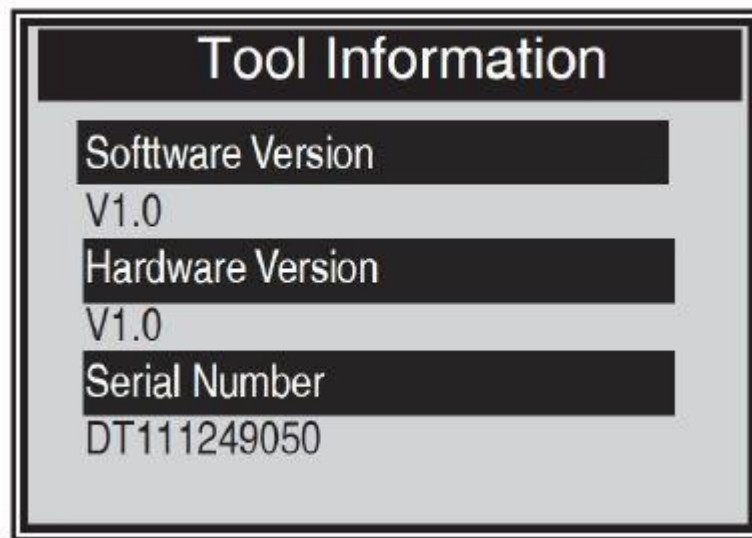 Tool Information
Softtware Version
V1.0
Hardware Version
V1.0
Serial Number
DT111249050